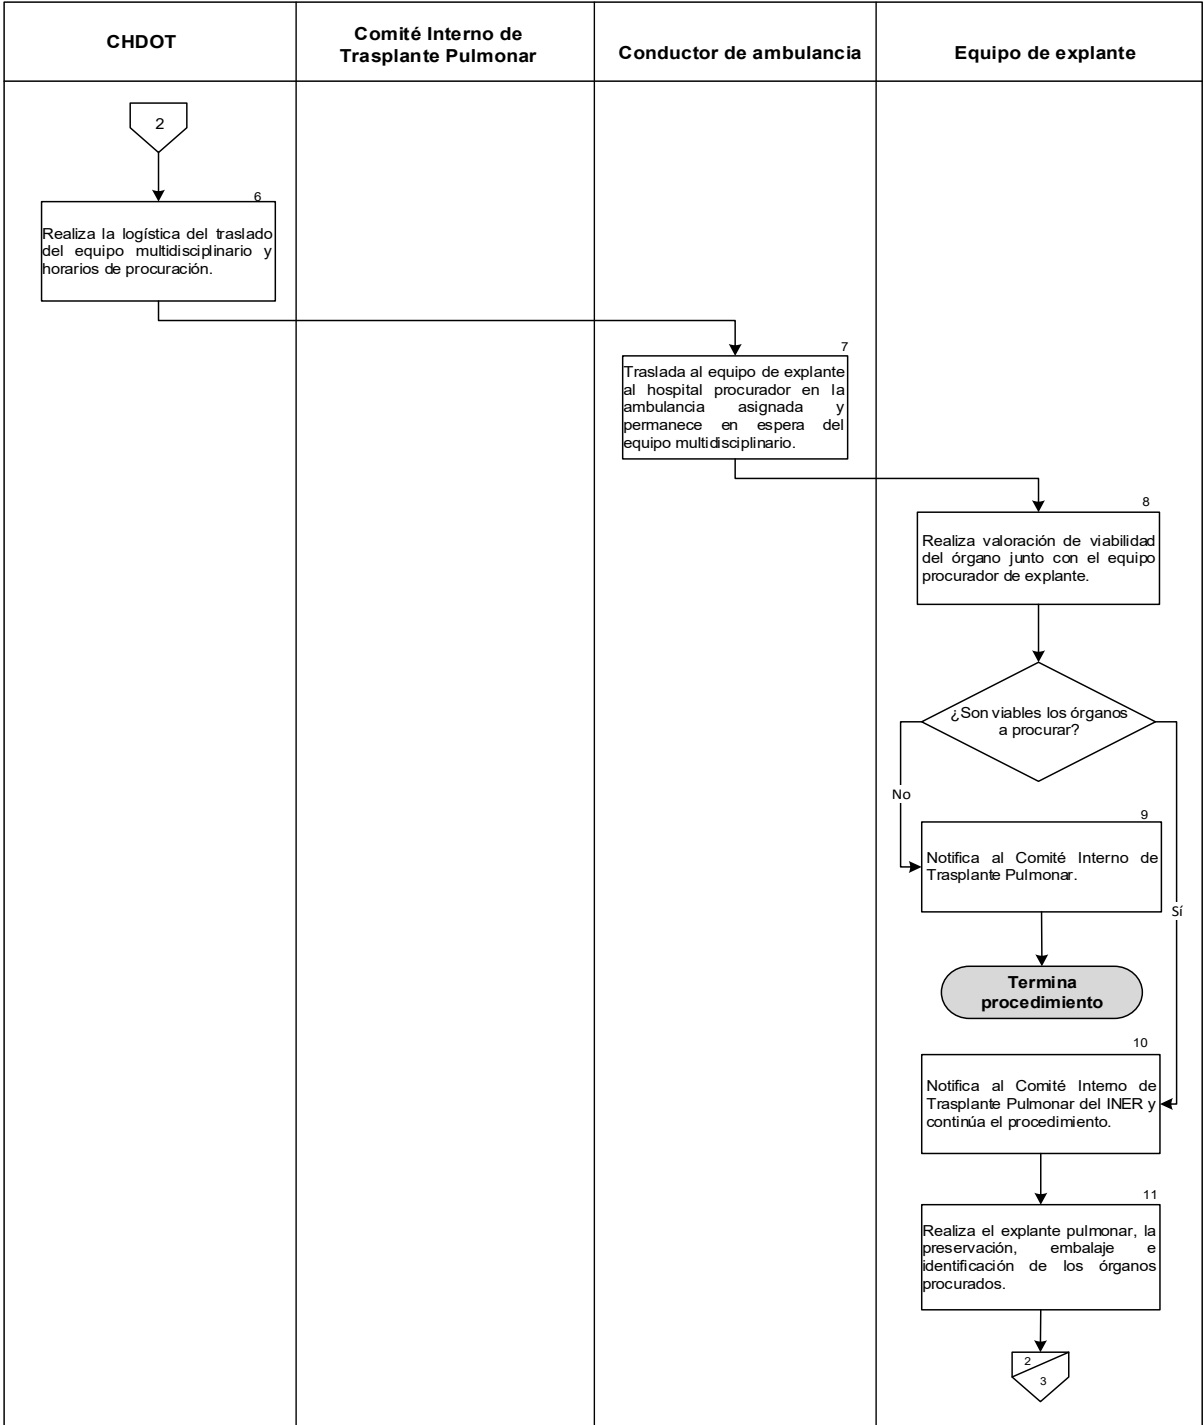 CHDOT
Comité Interno de
Trasplante Pulmonar
Conductor de ambulancia
Equipo de explante
2
6
Realiza la logística del traslado
del equipo multidisciplinario y
horarios de procuración.
7
Traslada al equipo de explante
al hospital procurador en la
ambulancia asignada y
permanece en espera del
equipo multidisciplinario.
8
Realiza valoración de viabilidad
del órgano junto con el equipo
procurador de explante.
¿Son viables los órganos
a procurar?
No
9
Notifica al Comité Interno de
Trasplante Pulmonar.
Sí
Termina
procedimiento
10
Notifica al Comité Interno de
Trasplante Pulmonar del INER y
continúa el procedimiento.
11
Realiza el explante pulmonar, la
preservación, embalaje e
identificación de los órganos
procurados.
2
3